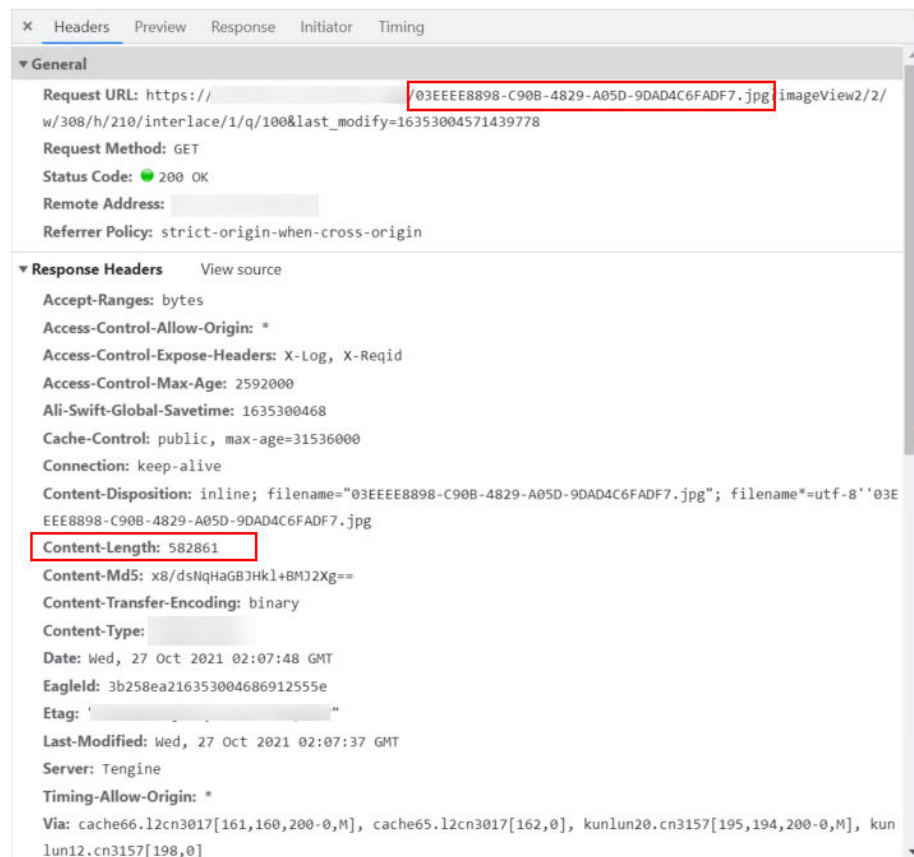 × Headers Preview Response Initiator Timing
▼ General
Request URL: https:// /03EEEE8898-C90B-4829-A05D-9DAD4C6FADF7.jpg?imageView2/2/
w/308/h/210/interlace/1/q/100&last_modify=16353004571439778
Request Method: GET
Status Code: 200 OK
Remote Address:
Referrer Policy: strict-origin-when-cross-origin
▼ Response Headers View source
Accept-Ranges: bytes
Access-Control-Allow-Origin: *
Access-Control-Expose-Headers: X-Log, X-Reqid
Access-Control-Max-Age: 2592000
Ali-Swift-Global-Savetime: 1635300468
Cache-Control: public, max-age=31536000
Connection: keep-alive
Content-Disposition: inline; filename="03EEEE8898-C90B-4829-A05D-9DAD4C6FADF7.jpg"; filename*=utf-8''03E
EEE8898-C90B-4829-A05D-9DAD4C6FADF7.jpg
Content-Length: 582861
Content-Md5: x8/dsNqHaGBJHkl+BMJ2Xg==
Content-Transfer-Encoding: binary
Content-Type:
Date: Wed, 27 Oct 2021 02:07:48 GMT
EagleId: 3b258ea216353004686912555e
Etag: " "
Last-Modified: Wed, 27 Oct 2021 02:07:37 GMT
Server: Tengine
Timing-Allow-Origin: *
Via: cache66.l2cn3017[161,160,200-0,M], cache65.l2cn3017[162,0], kunlun20.cn3157[195,194,200-0,M], kun
lun12.cn3157[198,0]